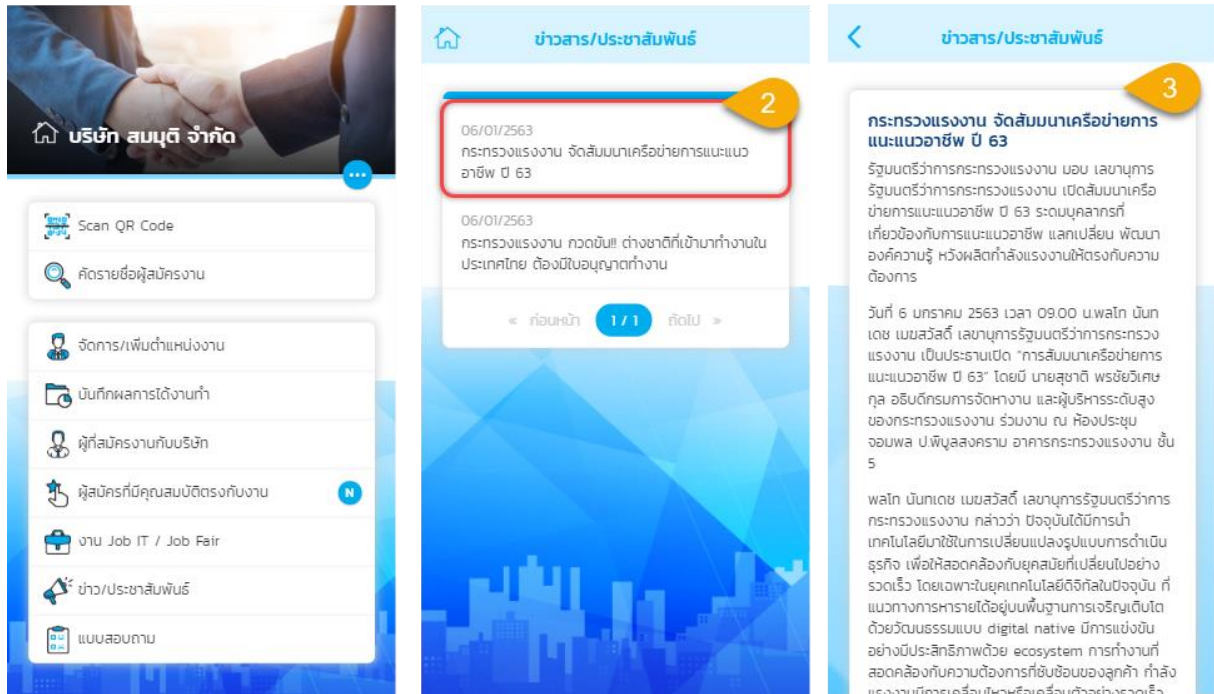 บริษัท สมมุติ จำกัด
Scan QR Code
คัดรายชื่อผู้สมัครงาน
จัดการ/เพิ่มตำแหน่งงาน
บันทึกผลการได้งานทำ
ผู้ที่สมัครงานกับบริษัท
ผู้สมัครที่มีคุณสมบัติตรงกับงาน
N
งาน Job IT / Job Fair
ข่าว/ประชาสัมพันธ์
แบบสอบถาม
ข่าวสาร/ประชาสัมพันธ์
2
06/01/2563
กระทรวงแรงงาน จัดสัมมนาเครือข่ายการแนะแนว
อาชีพ ปี 63
06/01/2563
กระทรวงแรงงาน กวดขัน!! ต่างชาติที่เข้ามาทำงานใน
ประเทศไทย ต้องมีใบอนุญาตทำงาน
« ก่อนหน้า 1 / 1 ถัดไป »
ข่าวสาร/ประชาสัมพันธ์
3
กระทรวงแรงงาน จัดสัมมนาเครือข่ายการ
แนะแนวอาชีพ ปี 63
รัฐมนตรีว่าการกระทรวงแรงงาน มอบ เลขานุการ
รัฐมนตรีว่าการกระทรวงแรงงาน เปิดสัมมนาเครือ
ข่ายการแนะแนวอาชีพ ปี 63 ระดมบุคลากรที่
เกี่ยวข้องกับการแนะแนวอาชีพ แลกเปลี่ยน พัฒนา
องค์ความรู้ หวังผลิตกำลังแรงงานให้ตรงกับความ
ต้องการ
วันที่ 6 มกราคม 2563 เวลา 09.00 น.พลโท นันท
เดช เมฆสวัสดิ์ เลขานุการรัฐมนตรีว่าการกระทรวง
แรงงาน เป็นประธานเปิด "การสัมมนาเครือข่ายการ
แนะแนวอาชีพ ปี 63" โดยมี นายสุชาติ พรชัยวิเศษ
กุล อธิบดีกรมการจัดหางาน และผู้บริหารระดับสูง
ของกระทรวงแรงงาน ร่วมงาน ณ ห้องประชุม
จอมพล ป.พิบูลสงคราม อาคารกระทรวงแรงงาน ชั้น
5
พลโท นันทเดช เมฆสวัสดิ์ เลขานุการรัฐมนตรีว่าการ
กระทรวงแรงงาน กล่าวว่า ปัจจุบันได้มีการนำ
เทคโนโลยีมาใช้ในการเปลี่ยนแปลงรูปแบบการดำเนิน
ธุรกิจ เพื่อให้สอดคล้องกับยุคสมัยที่เปลี่ยนไปอย่าง
รวดเร็ว โดยเฉพาะในยุคเทคโนโลยีดิจิทัลในปัจจุบัน ที่
แนวทางการหารายได้อยู่บนพื้นฐานการเจริญเติบโต
ด้วยวัฒนธรรมแบบ digital native มีการแข่งขัน
อย่างมีประสิทธิภาพด้วย ecosystem การทำงานที่
สอดคล้องกับความต้องการที่ซับซ้อนของลูกค้า กำลัง
แรงงานมีการเคลื่อนไหวหรือเคลื่อนตัวอย่างรวดเร็ว